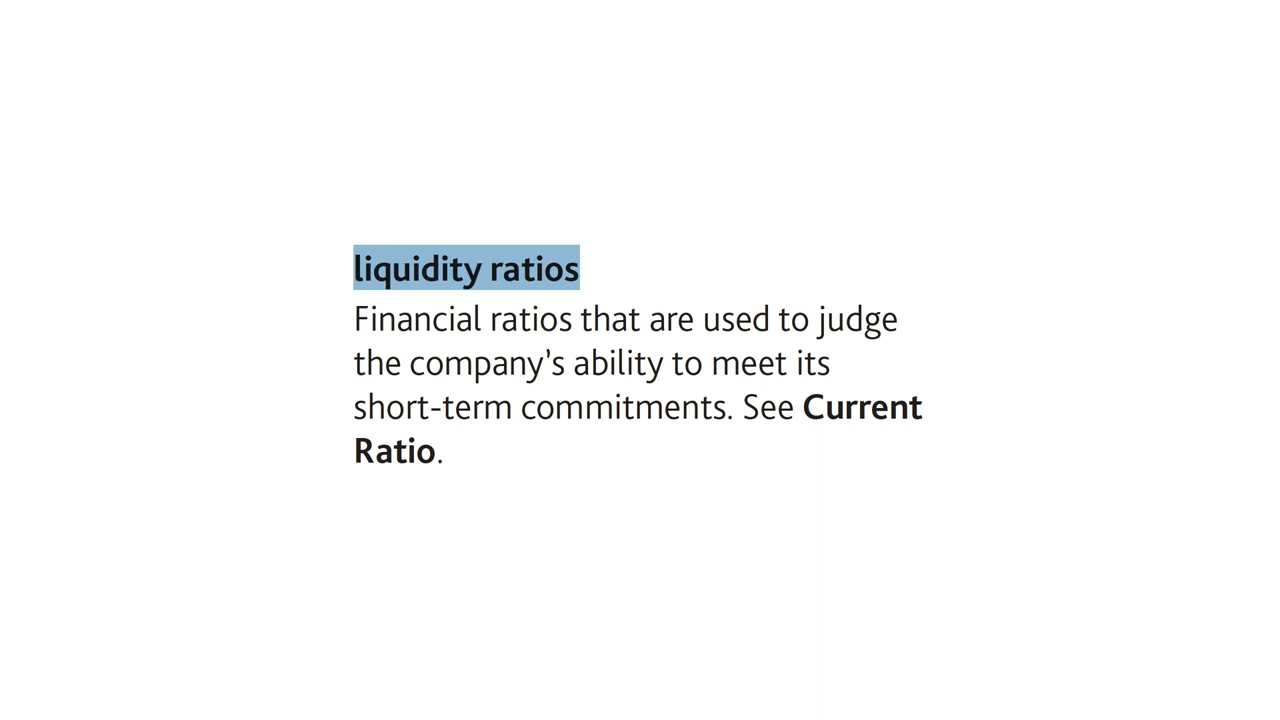 liquidity ratios
Financial ratios that are used to judge
the company’s ability to meet its
short-term commitments. See Current
Ratio.